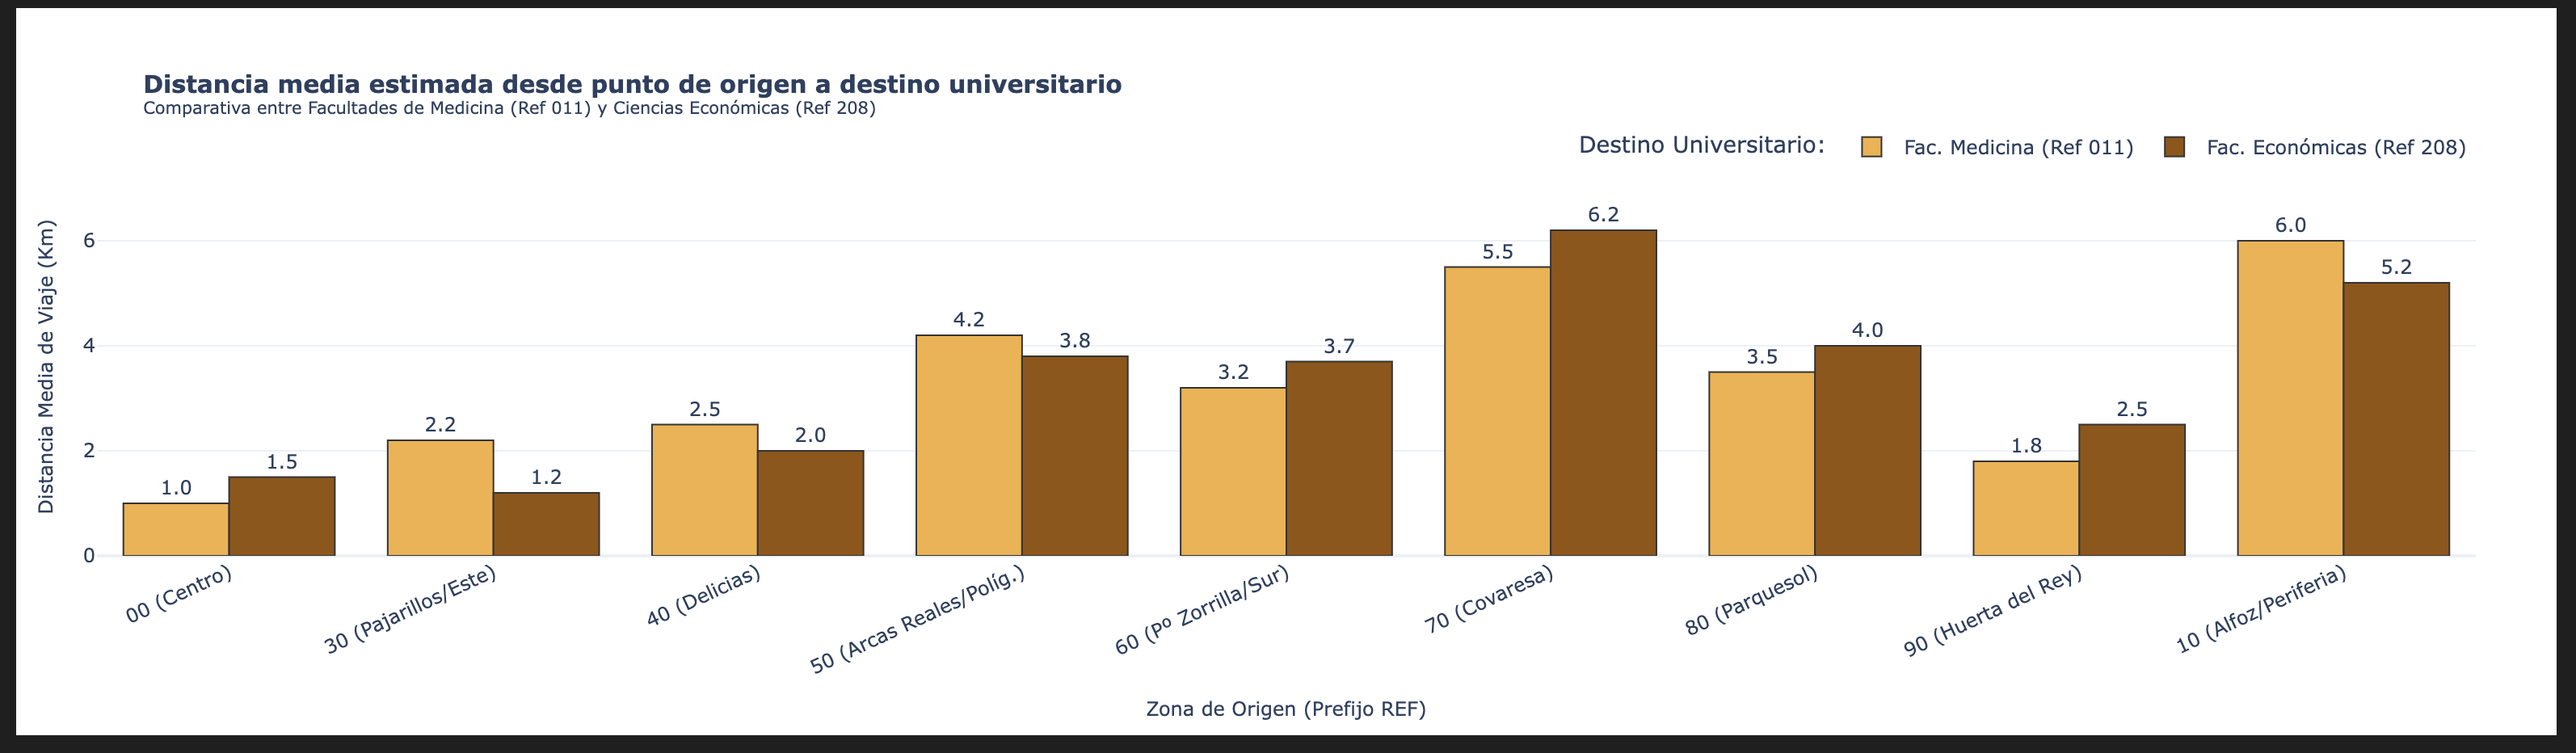 Distancia media estimada desde punto de origen a destino universitario
Comparativa entre Facultades de Medicina (Ref 011) y Ciencias Económicas (Ref 208)
Destino Universitario: Fac. Medicina (Ref 011) Fac. Económicas (Ref 208)
Distancia Media de Viaje (Km)
6
4
2
0
1.0 1.5
2.2 1.2
2.5 2.0
4.2 3.8
3.2 3.7
5.5 6.2
3.5 4.0
1.8 2.5
6.0 5.2
00 (Centro)
30 (Pajarillos/Este)
40 (Delicias)
50 (Arcas Reales/Políg.)
60 (Pº Zorrilla/Sur)
70 (Covaresa)
80 (Parquesol)
90 (Huerta del Rey)
10 (Alfoz/Periferia)
Zona de Origen (Prefijo REF)